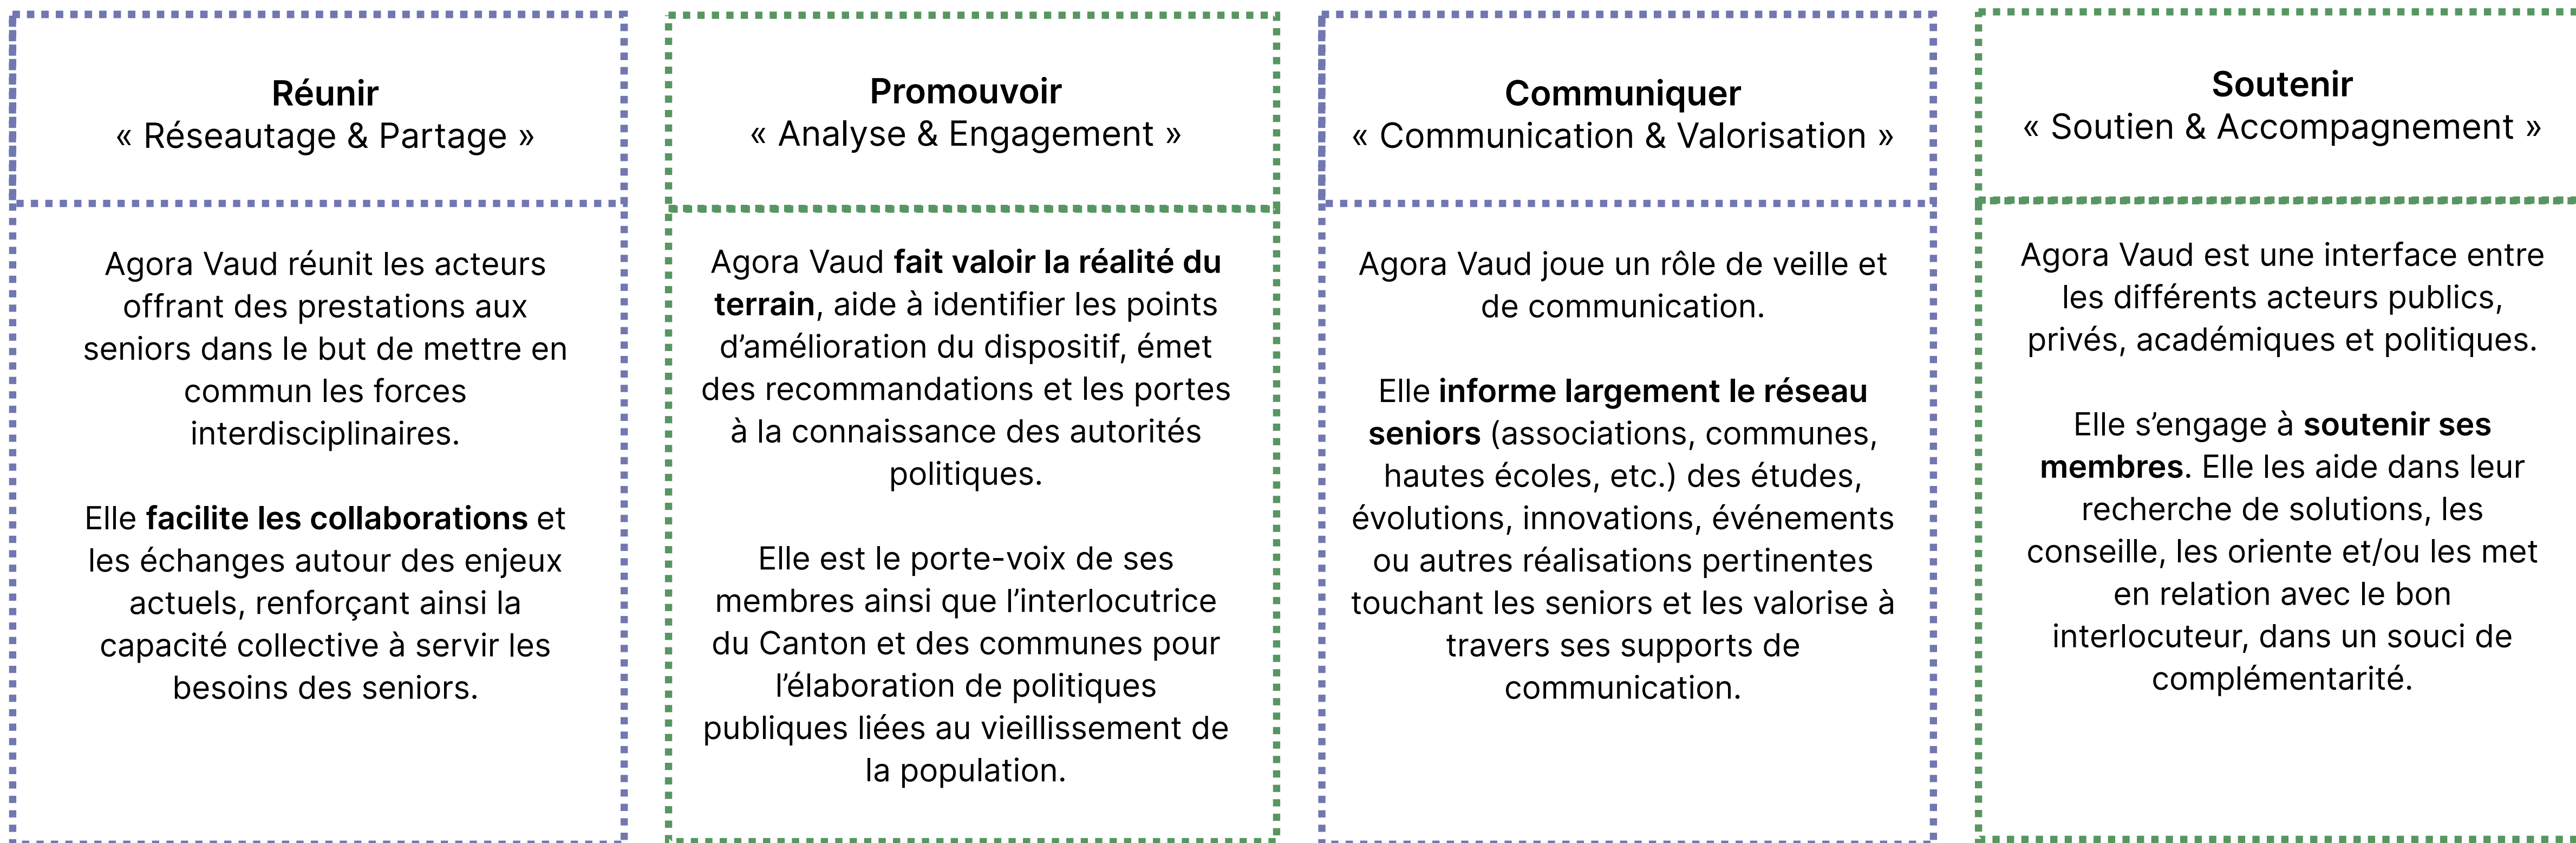 Réunir
« Réseautage & Partage »
Agora Vaud réunit les acteurs
offrant des prestations aux
seniors dans le but de mettre en
commun les forces
interdisciplinaires.
Elle facilite les collaborations et
les échanges autour des enjeux
actuels, renforçant ainsi la
capacité collective à servir les
besoins des seniors.
Promouvoir
« Analyse & Engagement »
Agora Vaud fait valoir la réalité du
terrain, aide à identifier les points
d’amélioration du dispositif, émet
des recommandations et les portes
à la connaissance des autorités
politiques.
Elle est le porte-voix de ses
membres ainsi que l’interlocutrice
du Canton et des communes pour
l’élaboration de politiques
publiques liées au vieillissement de
la population.
Communiquer
« Communication & Valorisation »
Agora Vaud joue un rôle de veille et
de communication.
Elle informe largement le réseau
seniors (associations, communes,
hautes écoles, etc.) des études,
évolutions, innovations, événements
ou autres réalisations pertinentes
touchant les seniors et les valorise à
travers ses supports de
communication.
Soutenir
« Soutien & Accompagnement »
Agora Vaud est une interface entre
les différents acteurs publics,
privés, académiques et politiques.
Elle s’engage à soutenir ses
membres. Elle les aide dans leur
recherche de solutions, les
conseille, les oriente et/ou les met
en relation avec le bon
interlocuteur, dans un souci de
complémentarité.